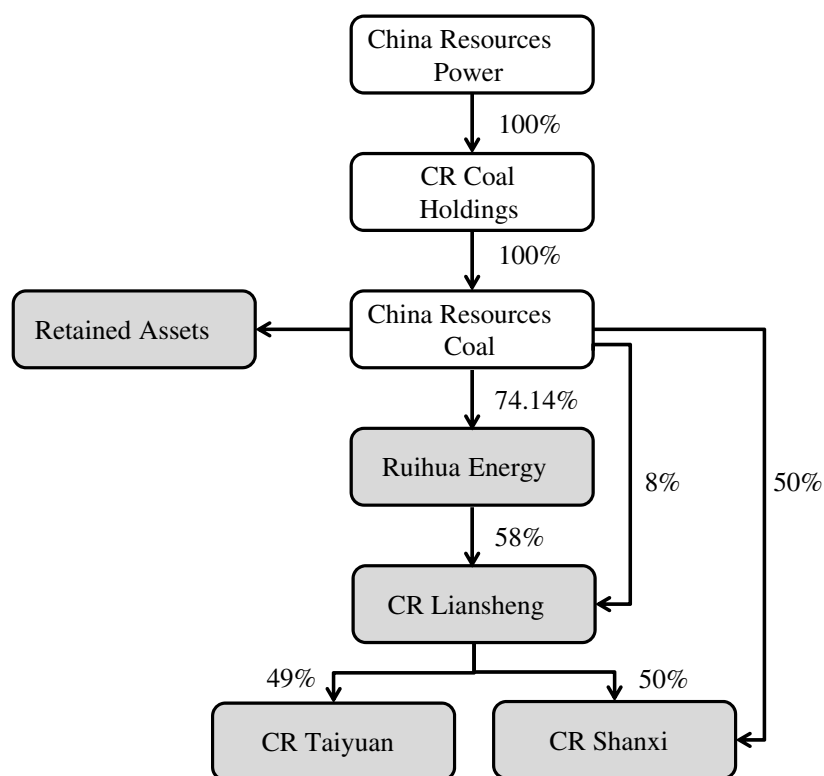 China Resources
Power
100%
CR Coal
Holdings
100%
Retained Assets
China Resources
Coal
74.14%
Ruihua Energy
8%
50%
58%
CR Liansheng
49%
50%
CR Taiyuan
CR Shanxi